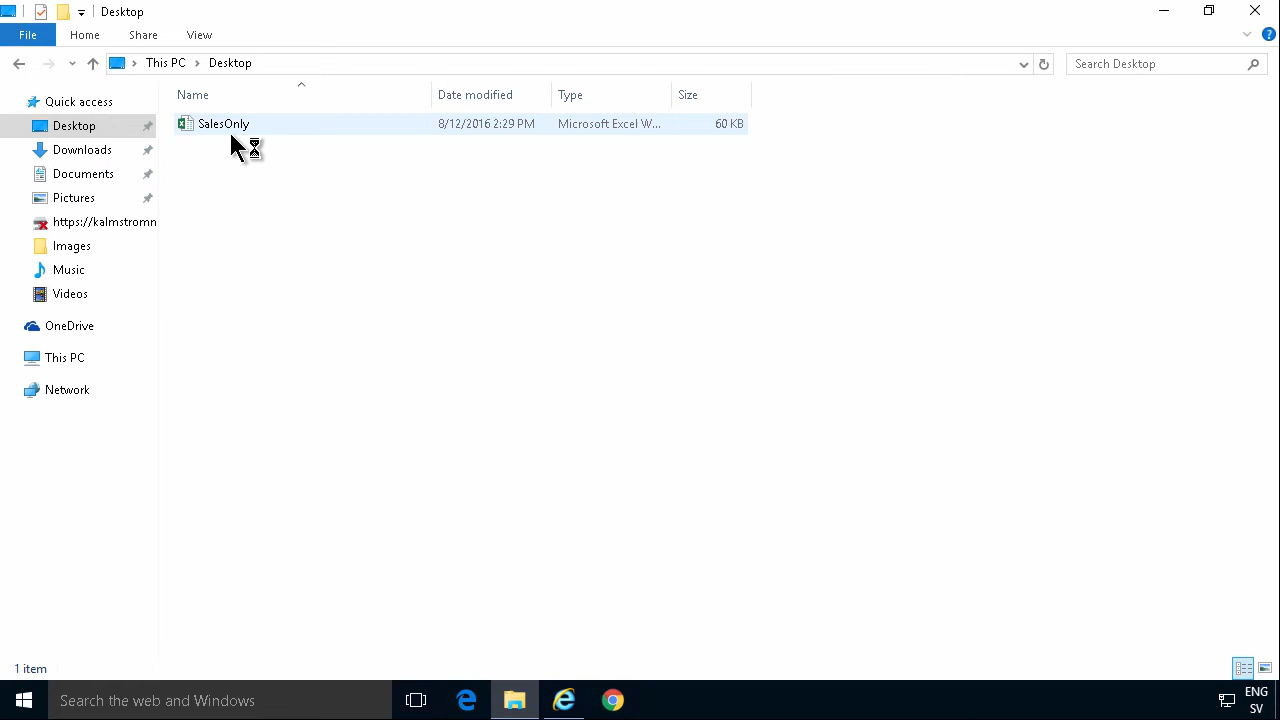 Desktop
File Home Share View
This PC Desktop Search Desktop
Name Date modified Type Size
Quick access
SalesOnly 8/12/2016 2:29 PM Microsoft Excel W... 60 KB
Desktop
Downloads
Documents
Pictures
https://kalmstromn
Images
Music
Videos
OneDrive
This PC
Network
1 item
Search the web and Windows
ENG
SV